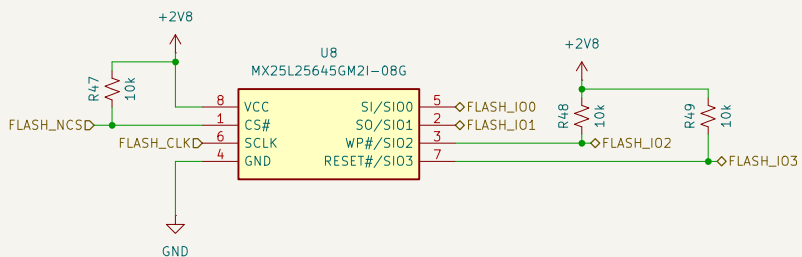 +2V8
U8
MX25L25645GM2I-08G
+2V8
R47
10k
8 VCC
SI/SIO0 5 FLASH_IO0
R48
10k
R49
10k
FLASH_NCS
1 CS#
SO/SIO1 2 FLASH_IO1
FLASH_CLK
6 SCLK
WP#/SIO2 3
FLASH_IO2
4 GND
RESET#/SIO3 7
FLASH_IO3
GND